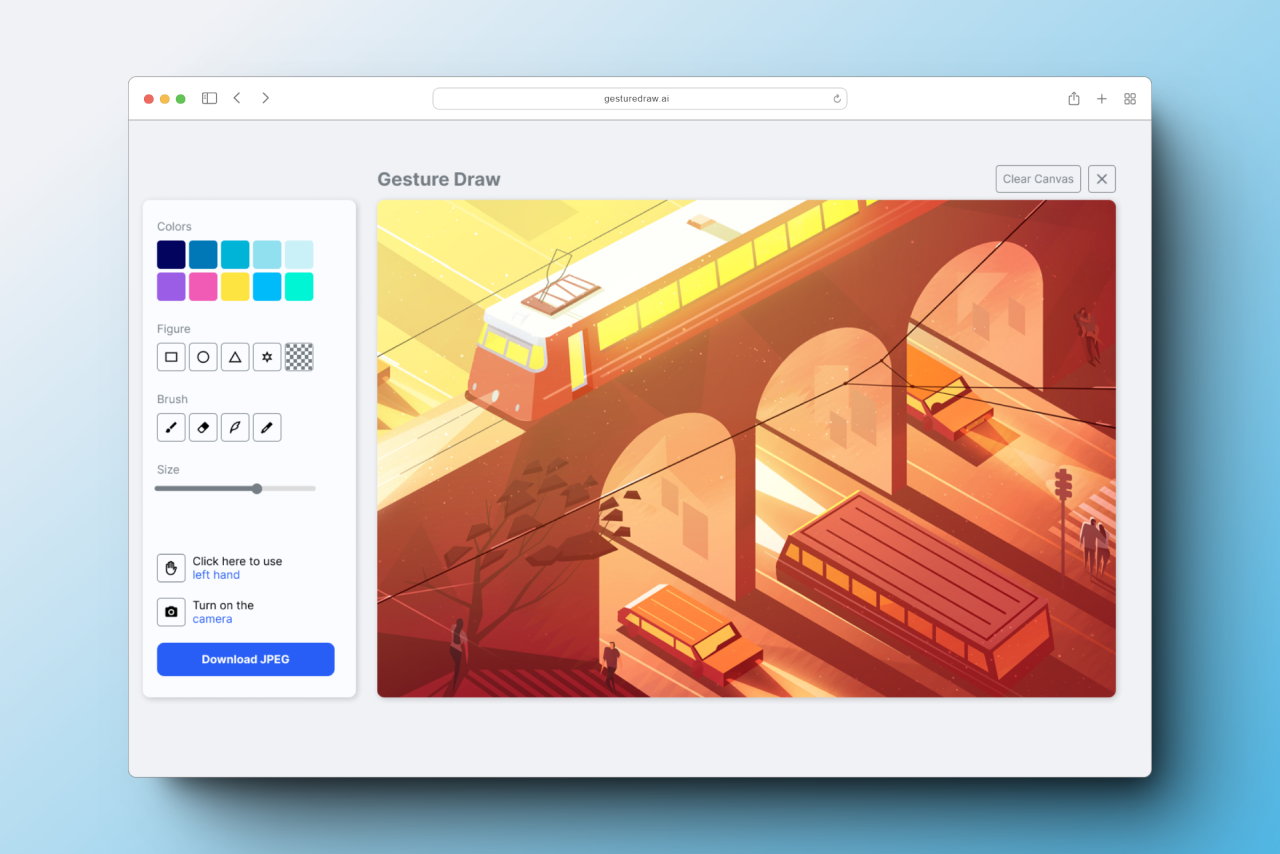 gesturedraw.ai
Gesture Draw
Clear Canvas
Colors
Figure
Brush
Size
Click here to use
left hand
Turn on the
camera
Download JPEG